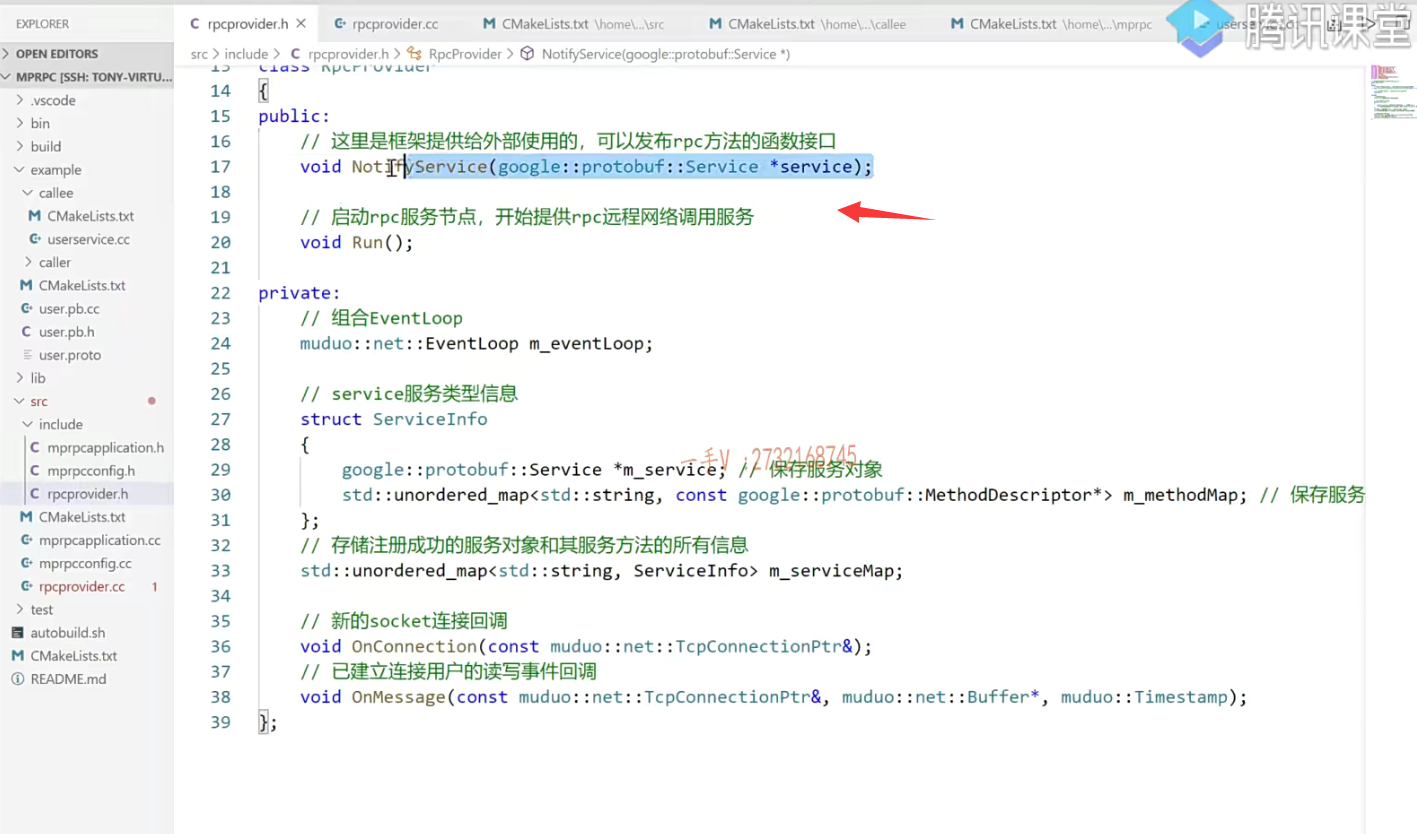 EXPLORER
rpcprovider.h
rpcprovider.cc
CMakeLists.txt \home\...\src
CMakeLists.txt \home\...\callee
CMakeLists.txt \home\...\mprpc
腾讯课堂
OPEN EDITORS
src > include > C rpcprovider.h > RpcProvider > NotifyService(google::protobuf::Service *)
MPRPC [SSH: TONY-VIRTU...
.vscode
bin
build
example
callee
CMakeLists.txt
userservice.cc
caller
CMakeLists.txt
user.pb.cc
user.pb.h
user.proto
lib
src
include
mprpcapplication.h
mprpcconfig.h
rpcprovider.h
CMakeLists.txt
mprpcapplication.cc
mprpcconfig.cc
rpcprovider.cc 1
test
autobuild.sh
CMakeLists.txt
README.md
13 class RpcProvider
14 {
15 public:
16 // 这里是框架提供给外部使用的，可以发布rpc方法的函数接口
17 void NotifyService(google::protobuf::Service *service);
18
19 // 启动rpc服务节点，开始提供rpc远程网络调用服务
20 void Run();
21
22 private:
23 // 组合EventLoop
24 muduo::net::EventLoop m_eventLoop;
25
26 // service服务类型信息
27 struct ServiceInfo
28 {
29 google::protobuf::Service *m_service; // 保存服务对象
30 std::unordered_map<std::string, const google::protobuf::MethodDescriptor*> m_methodMap; // 保存服务
31 };
32 // 存储注册成功的服务对象和其服务方法的所有信息
33 std::unordered_map<std::string, ServiceInfo> m_serviceMap;
34
35 // 新的socket连接回调
36 void OnConnection(const muduo::net::TcpConnectionPtr&);
37 // 已建立连接用户的读写事件回调
38 void OnMessage(const muduo::net::TcpConnectionPtr&, muduo::net::Buffer*, muduo::Timestamp);
39 };
一手V :2732168745